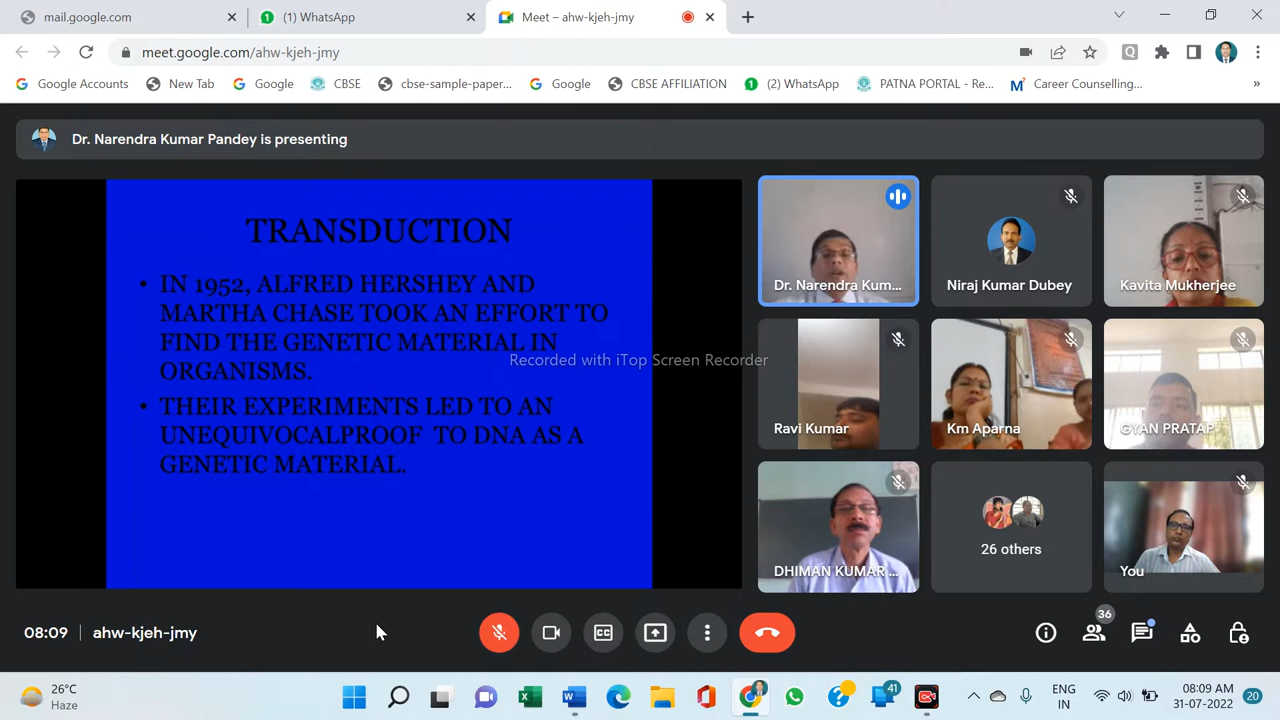 mail.google.com
(1) WhatsApp
Meet – ahw-kjeh-jmy
meet.google.com/ahw-kjeh-jmy
Google Accounts
New Tab
Google
CBSE
cbse-sample-paper...
Google
CBSE AFFILIATION
(2) WhatsApp
PATNA PORTAL - Re...
Career Counselling...
Dr. Narendra Kumar Pandey is presenting
TRANSDUCTION
• IN 1952, ALFRED HERSHEY AND
MARTHA CHASE TOOK AN EFFORT TO
FIND THE GENETIC MATERIAL IN
ORGANISMS.
• THEIR EXPERIMENTS LED TO AN
UNEQUIVOCALPROOF TO DNA AS A
GENETIC MATERIAL.
Recorded with iTop Screen Recorder
Dr. Narendra Kum...
Niraj Kumar Dubey
Kavita Mukherjee
Ravi Kumar
Km Aparna
GYAN PRATAP
DHIMAN KUMAR ...
26 others
You
08:09 | ahw-kjeh-jmy
36
26°C
Haze
41
ENG
IN
08:09 AM
31-07-2022
20